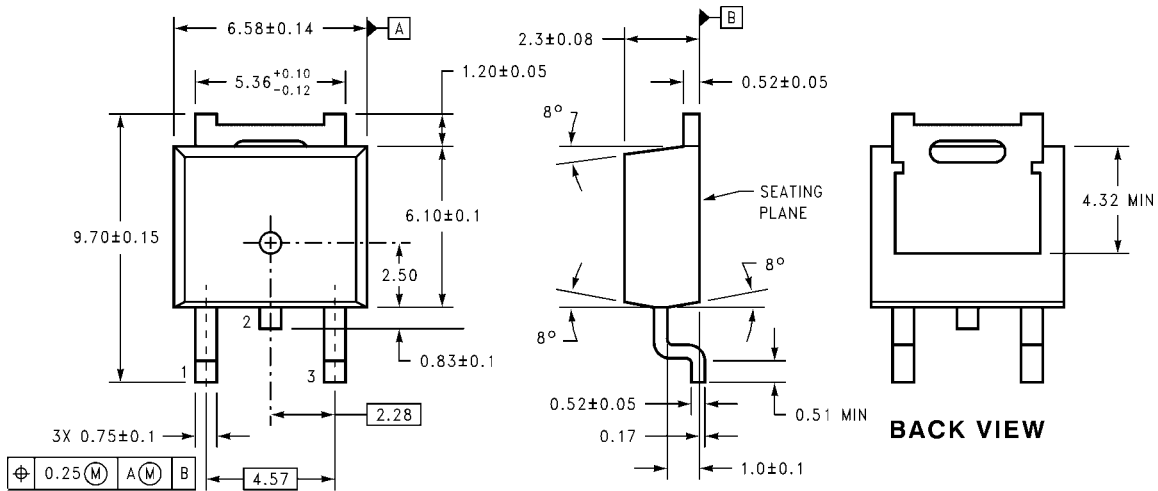 6.58±0.14
A
5.36 +0.10 -0.12
1.20±0.05
9.70±0.15
6.10±0.1
2.50
2
0.83±0.1
1
3
2.28
3X 0.75±0.1
⌖ 0.25 Ⓜ A Ⓜ B
4.57
B
2.3±0.08
0.52±0.05
8°
SEATING
PLANE
8°
8°
0.52±0.05
0.51 MIN
0.17
1.0±0.1
4.32 MIN
BACK VIEW